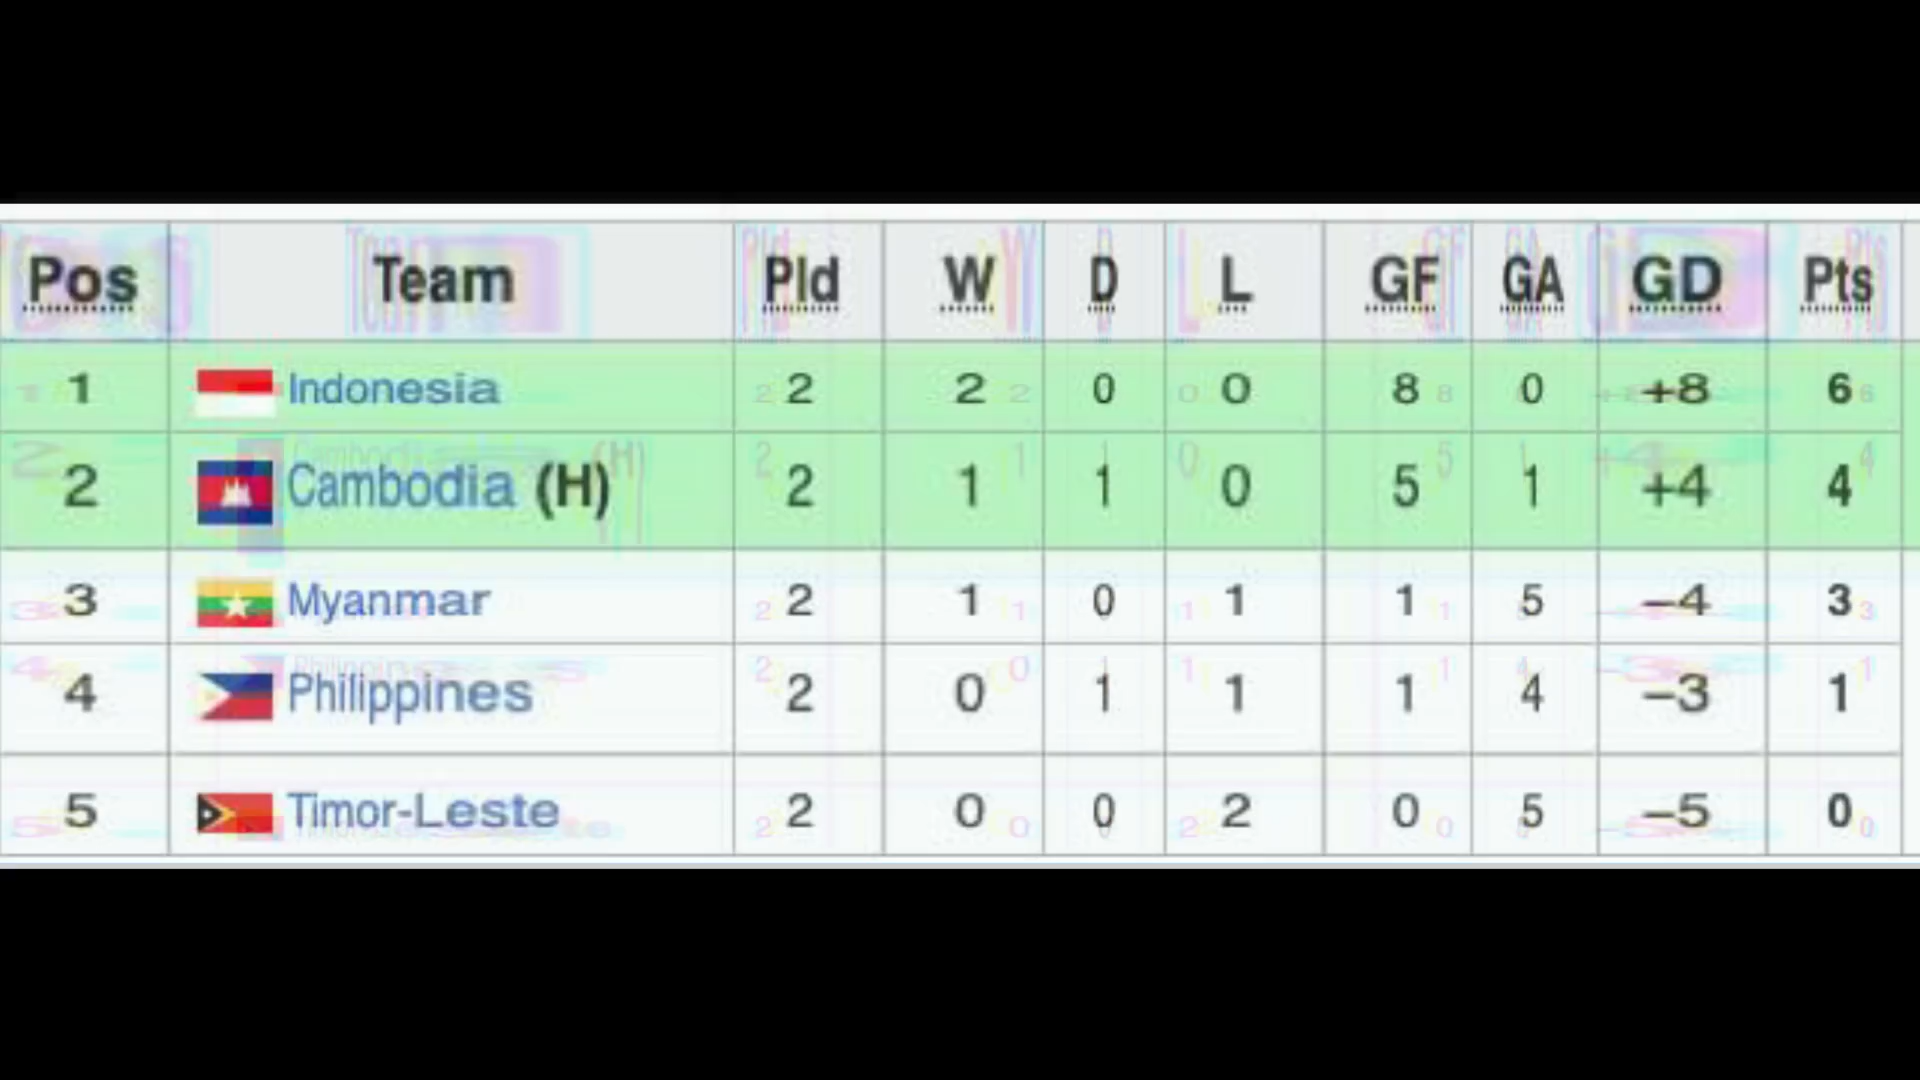 Pos Team Pld W D L GF GA GD Pts
1 Indonesia 2 2 0 0 8 0 +8 6
2 Cambodia (H) 2 1 1 0 5 1 +4 4
3 Myanmar 2 1 0 1 1 5 −4 3
4 Philippines 2 0 1 1 1 4 −3 1
5 Timor-Leste 2 0 0 2 0 5 −5 0